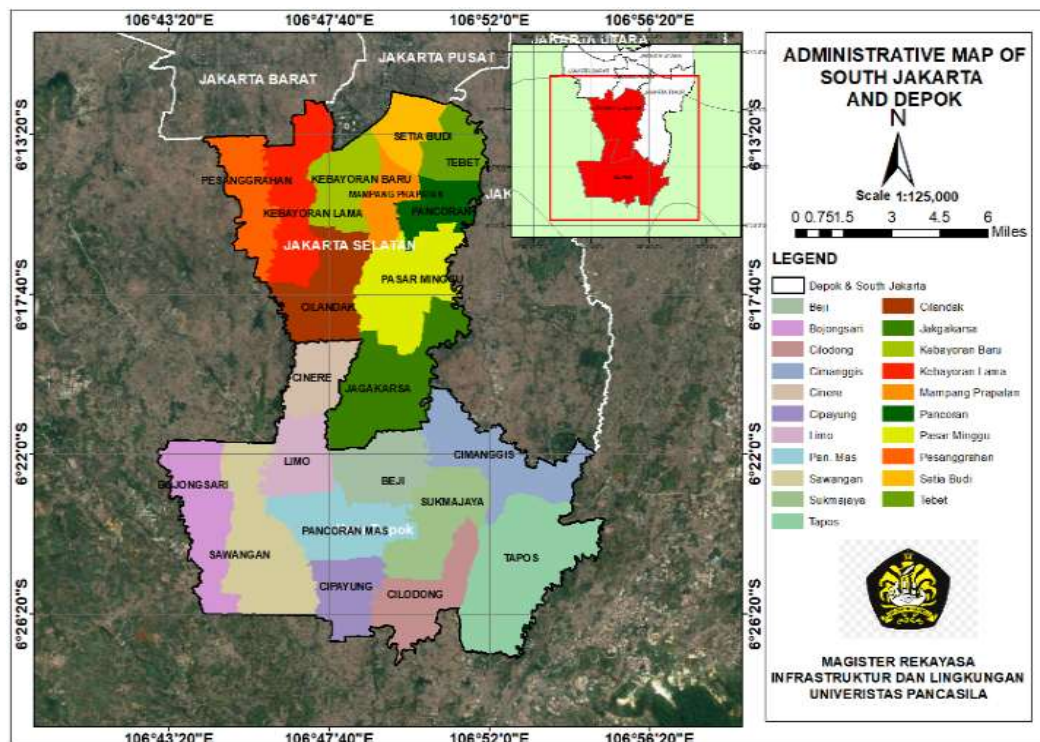 106°43'20"E 106°47'40"E 106°52'0"E 106°56'20"E
6°13'20"S
6°17'40"S
6°22'0"S
6°26'20"S
JAKARTA BARAT
JAKARTA PUSAT
JAKARTA UTARA
SETIA BUDI
TEBET
PESANGGRAHAN
KEBAYORAN BARU
MAMPANG PRAPATAN
KEBAYORAN LAMA
PANCORAN
JAKARTA SELATAN
PASAR MINGGU
CILANDAK
CINERE
JAGAKARSA
LIMO
CIMANGGIS
BOJONGSARI
BEJI
SUKMAJAYA
PANCORAN MAS
SAWANGAN
TAPOS
CIPAYUNG
CILODONG
6°13'20"S
6°17'40"S
6°22'0"S
6°26'20"S
106°43'20"E 106°47'40"E 106°52'0"E 106°56'20"E
ADMINISTRATIVE MAP OF
SOUTH JAKARTA
AND DEPOK
N
Scale 1:125,000
0 0.75 1.5 3 4.5 6
Miles
LEGEND
Depok & South Jakarta
Beji
Bojongsari
Cilodong
Cimanggis
Cinere
Cipayung
Limo
Pan. Mas
Sawangan
Sukmajaya
Tapos
Cilandak
Jakgakarsa
Kebayoran Baru
Kebayoran Lama
Mampang Prapatan
Pancoran
Pasar Minggu
Pesanggrahan
Setia Budi
Tebet
MAGISTER REKAYASA
INFRASTRUKTUR DAN LINGKUNGAN
UNIVERISTAS PANCASILA